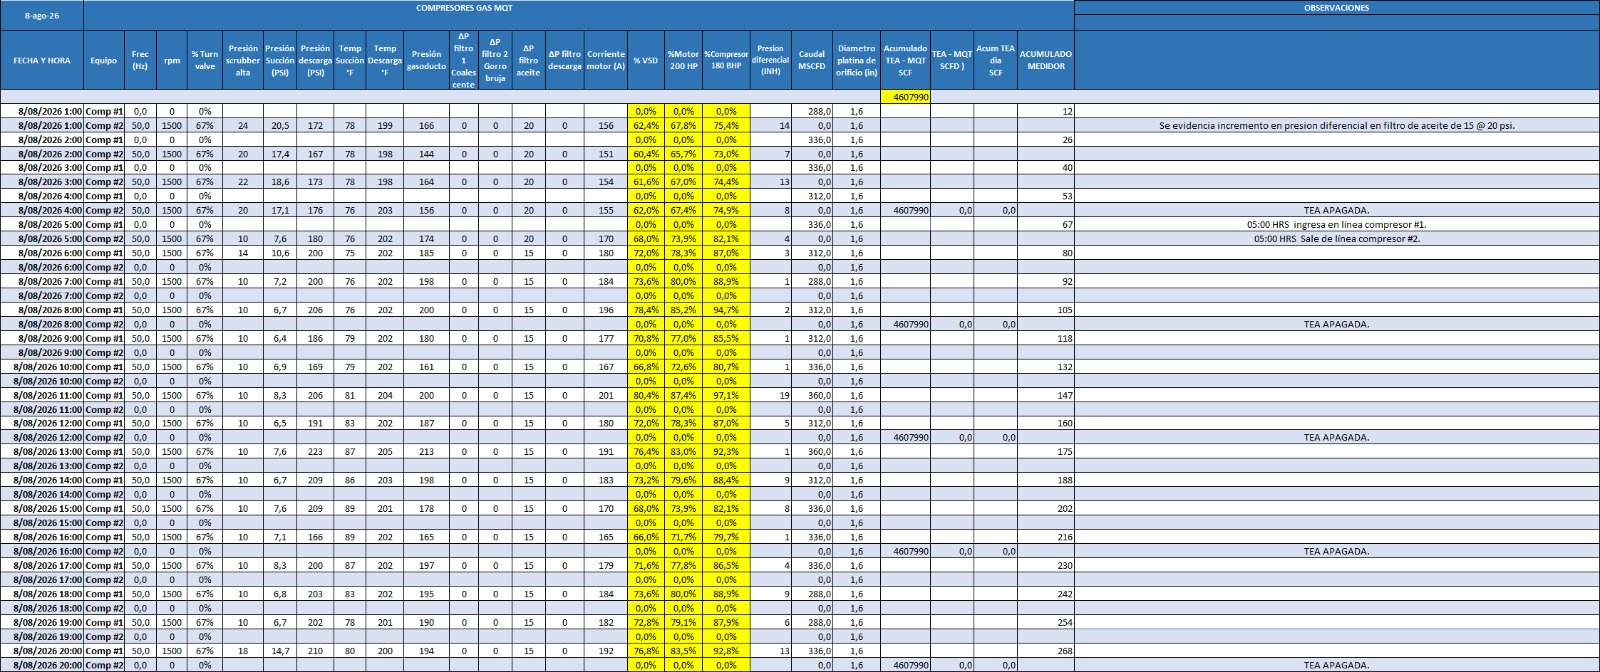 8-ago-26 COMPRESORES GAS MQT OBSERVACIONES
FECHA Y HORA Equipo Frec (Hz) rpm % Turn valve Presión scrubber alta Presión Succión (PSI) Presión descarga (PSI) Temp Succión °F Temp Descarga °F Presión gasoducto ΔP filtro 1 Coales cente ΔP filtro 2 Gorro bruja ΔP filtro aceite ΔP filtro descarga Corriente motor (A) % VSD %Motor 200 HP %Compresor 180 BHP Presion diferencial (INH) Caudal MSCFD Diametro platina de orificio (in) Acumulado TEA - MQT SCF TEA - MQT SCFD ) Acum TEA dia SCF ACUMULADO MEDIDOR
4607990
8/08/2026 1:00 Comp #1 0,0 0 0% 0,0% 0,0% 0,0% 288,0 1,6 12
8/08/2026 1:00 Comp #2 50,0 1500 67% 24 20,5 172 78 199 166 0 0 20 0 156 62,4% 67,8% 75,4% 14 0,0 1,6 Se evidencia incremento en presion diferencial en filtro de aceite de 15 @ 20 psi.
8/08/2026 2:00 Comp #1 0,0 0 0% 0,0% 0,0% 0,0% 336,0 1,6 26
8/08/2026 2:00 Comp #2 50,0 1500 67% 20 17,4 167 78 198 144 0 0 20 0 151 60,4% 65,7% 73,0% 7 0,0 1,6
8/08/2026 3:00 Comp #1 0,0 0 0% 0,0% 0,0% 0,0% 336,0 1,6 40
8/08/2026 3:00 Comp #2 50,0 1500 67% 22 18,6 173 78 198 164 0 0 20 0 154 61,6% 67,0% 74,4% 13 0,0 1,6
8/08/2026 4:00 Comp #1 0,0 0 0% 0,0% 0,0% 0,0% 312,0 1,6 53
8/08/2026 4:00 Comp #2 50,0 1500 67% 20 17,1 176 76 203 156 0 0 20 0 155 62,0% 67,4% 74,9% 8 0,0 1,6 4607990 0,0 0,0 TEA APAGADA.
8/08/2026 5:00 Comp #1 0,0 0 0% 0,0% 0,0% 0,0% 336,0 1,6 67 05:00 HRS ingresa en línea compresor #1.
8/08/2026 5:00 Comp #2 50,0 1500 67% 10 7,6 180 76 202 174 0 0 20 0 170 68,0% 73,9% 82,1% 4 0,0 1,6 05:00 HRS Sale de línea compresor #2.
8/08/2026 6:00 Comp #1 50,0 1500 67% 14 10,6 200 75 202 185 0 0 15 0 180 72,0% 78,3% 87,0% 3 312,0 1,6 80
8/08/2026 6:00 Comp #2 0,0 0 0% 0,0% 0,0% 0,0% 0,0 1,6
8/08/2026 7:00 Comp #1 50,0 1500 67% 10 7,2 200 76 202 198 0 0 15 0 184 73,6% 80,0% 88,9% 1 288,0 1,6 92
8/08/2026 7:00 Comp #2 0,0 0 0% 0,0% 0,0% 0,0% 0,0 1,6
8/08/2026 8:00 Comp #1 50,0 1500 67% 10 6,7 206 76 202 200 0 0 15 0 196 78,4% 85,2% 94,7% 2 312,0 1,6 105
8/08/2026 8:00 Comp #2 0,0 0 0% 0,0% 0,0% 0,0% 0,0 1,6 4607990 0,0 0,0 TEA APAGADA.
8/08/2026 9:00 Comp #1 50,0 1500 67% 10 6,4 186 79 202 180 0 0 15 0 177 70,8% 77,0% 85,5% 1 312,0 1,6 118
8/08/2026 9:00 Comp #2 0,0 0 0% 0,0% 0,0% 0,0% 0,0 1,6
8/08/2026 10:00 Comp #1 50,0 1500 67% 10 6,9 169 79 202 161 0 0 15 0 167 66,8% 72,6% 80,7% 1 336,0 1,6 132
8/08/2026 10:00 Comp #2 0,0 0 0% 0,0% 0,0% 0,0% 0,0 1,6
8/08/2026 11:00 Comp #1 50,0 1500 67% 10 8,3 206 81 204 200 0 0 15 0 201 80,4% 87,4% 97,1% 19 360,0 1,6 147
8/08/2026 11:00 Comp #2 0,0 0 0% 0,0% 0,0% 0,0% 0,0 1,6
8/08/2026 12:00 Comp #1 50,0 1500 67% 10 6,5 191 83 202 187 0 0 15 0 180 72,0% 78,3% 87,0% 5 312,0 1,6 160
8/08/2026 12:00 Comp #2 0,0 0 0% 0,0% 0,0% 0,0% 0,0 1,6 4607990 0,0 0,0 TEA APAGADA.
8/08/2026 13:00 Comp #1 50,0 1500 67% 10 7,6 223 87 205 213 0 0 15 0 191 76,4% 83,0% 92,3% 1 360,0 1,6 175
8/08/2026 13:00 Comp #2 0,0 0 0% 0,0% 0,0% 0,0% 0,0 1,6
8/08/2026 14:00 Comp #1 50,0 1500 67% 10 6,7 209 86 203 198 0 0 15 0 183 73,2% 79,6% 88,4% 9 312,0 1,6 188
8/08/2026 14:00 Comp #2 0,0 0 0% 0,0% 0,0% 0,0% 0,0 1,6
8/08/2026 15:00 Comp #1 50,0 1500 67% 10 7,6 209 89 201 178 0 0 15 0 170 68,0% 73,9% 82,1% 8 336,0 1,6 202
8/08/2026 15:00 Comp #2 0,0 0 0% 0,0% 0,0% 0,0% 0,0 1,6
8/08/2026 16:00 Comp #1 50,0 1500 67% 10 7,1 166 89 202 165 0 0 15 0 165 66,0% 71,7% 79,7% 1 336,0 1,6 216
8/08/2026 16:00 Comp #2 0,0 0 0% 0,0% 0,0% 0,0% 0,0 1,6 4607990 0,0 0,0 TEA APAGADA.
8/08/2026 17:00 Comp #1 50,0 1500 67% 10 8,3 200 87 202 197 0 0 15 0 179 71,6% 77,8% 86,5% 4 336,0 1,6 230
8/08/2026 17:00 Comp #2 0,0 0 0% 0,0% 0,0% 0,0% 0,0 1,6
8/08/2026 18:00 Comp #1 50,0 1500 67% 10 6,8 203 83 202 195 0 0 15 0 184 73,6% 80,0% 88,9% 9 288,0 1,6 242
8/08/2026 18:00 Comp #2 0,0 0 0% 0,0% 0,0% 0,0% 0,0 1,6
8/08/2026 19:00 Comp #1 50,0 1500 67% 10 6,7 202 78 201 190 0 0 15 0 182 72,8% 79,1% 87,9% 6 288,0 1,6 254
8/08/2026 19:00 Comp #2 0,0 0 0% 0,0% 0,0% 0,0% 0,0 1,6
8/08/2026 20:00 Comp #1 50,0 1500 67% 18 14,7 210 80 200 194 0 0 15 0 192 76,8% 83,5% 92,8% 13 336,0 1,6 268
8/08/2026 20:00 Comp #2 0,0 0 0% 0,0% 0,0% 0,0% 0,0 1,6 4607990 0,0 0,0 TEA APAGADA.